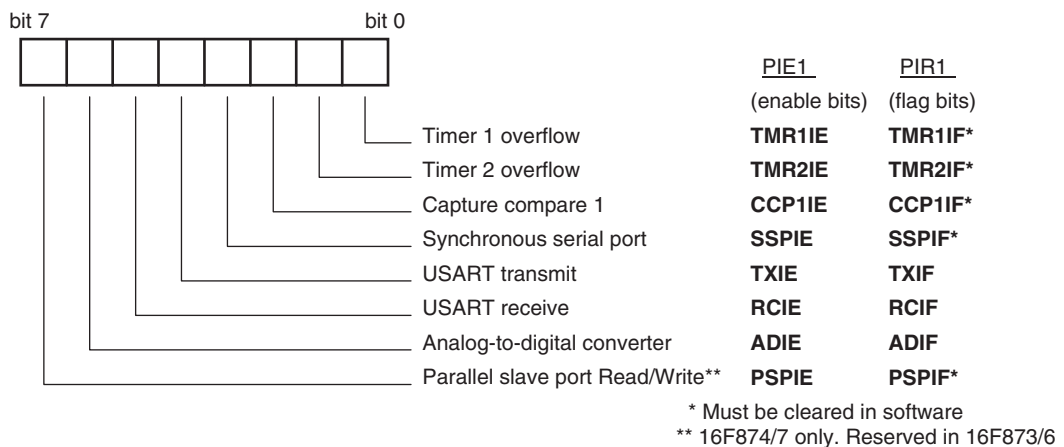 bit 7 bit 0
PIE1 PIR1
(enable bits) (flag bits)
Timer 1 overflow TMR1IE TMR1IF*
Timer 2 overflow TMR2IE TMR2IF*
Capture compare 1 CCP1IE CCP1IF*
Synchronous serial port SSPIE SSPIF*
USART transmit TXIE TXIF
USART receive RCIE RCIF
Analog-to-digital converter ADIE ADIF
Parallel slave port Read/Write** PSPIE PSPIF*
* Must be cleared in software
** 16F874/7 only. Reserved in 16F873/6